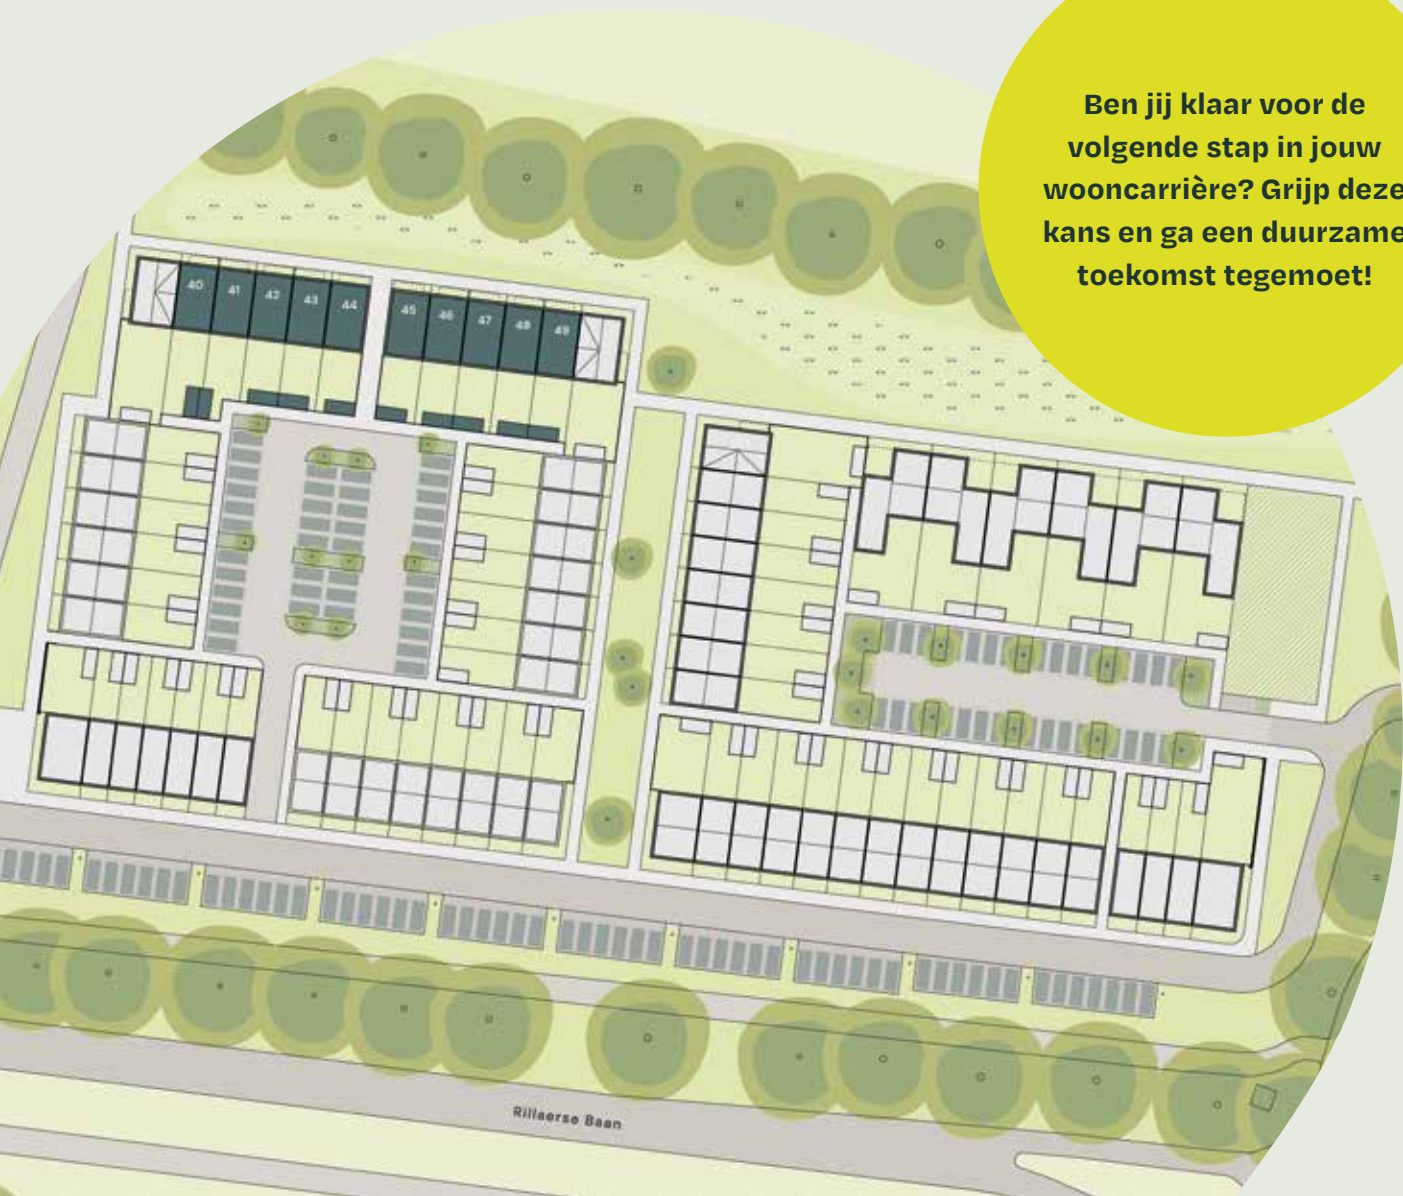 Ben jij klaar voor de
volgende stap in jouw
wooncarrière? Grijp deze
kans en ga een duurzame
toekomst tegemoet!
40 41 42 43 44
45 46 47 48 49
Rillaerse Baan